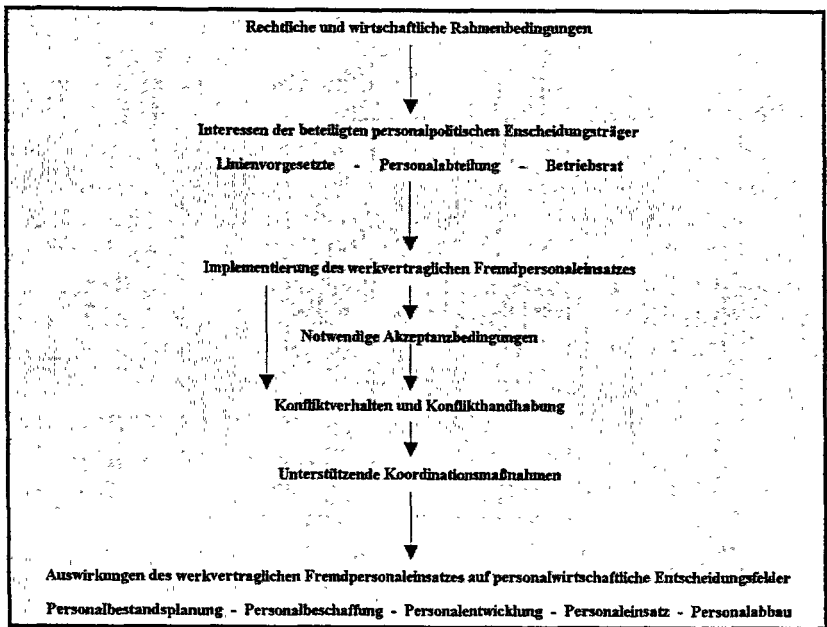 Rechtliche und wirtschaftliche Rahmenbedingungen
Interessen der beteiligten personalpolitischen Enscheidungsträger
Linienvorgesetzte - Personalabteilung - Betriebsrat
Implementierung des werkvertraglichen Fremdpersonaleinsatzes
Notwendige Akzeptanzbedingungen
Konfliktverhalten und Konflikthandhabung
Unterstützende Koordinationsmaßnahmen
Auswirkungen des werkvertraglichen Fremdpersonaleinsatzes auf personalwirtschaftliche Entscheidungsfelder
Personalbestandsplanung - Personalbeschaffung - Personalentwicklung - Personaleinsatz - Personalabbau